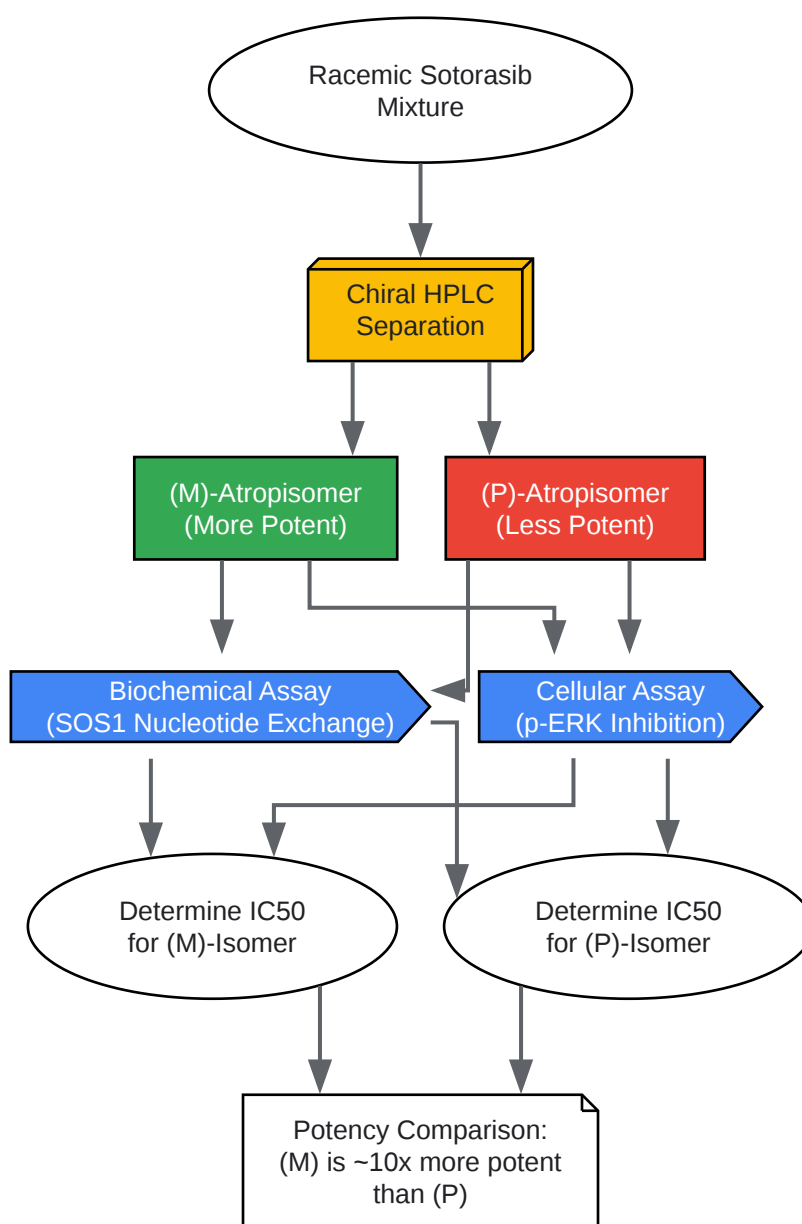 Racemic Sotorasib
Mixture
Chiral HPLC
Separation
(M)-Atropisomer
(More Potent)
(P)-Atropisomer
(Less Potent)
Biochemical Assay
(SOS1 Nucleotide Exchange)
Cellular Assay
(p-ERK Inhibition)
Determine IC50
for (M)-Isomer
Determine IC50
for (P)-Isomer
Potency Comparison:
(M) is ~10x more potent
than (P)